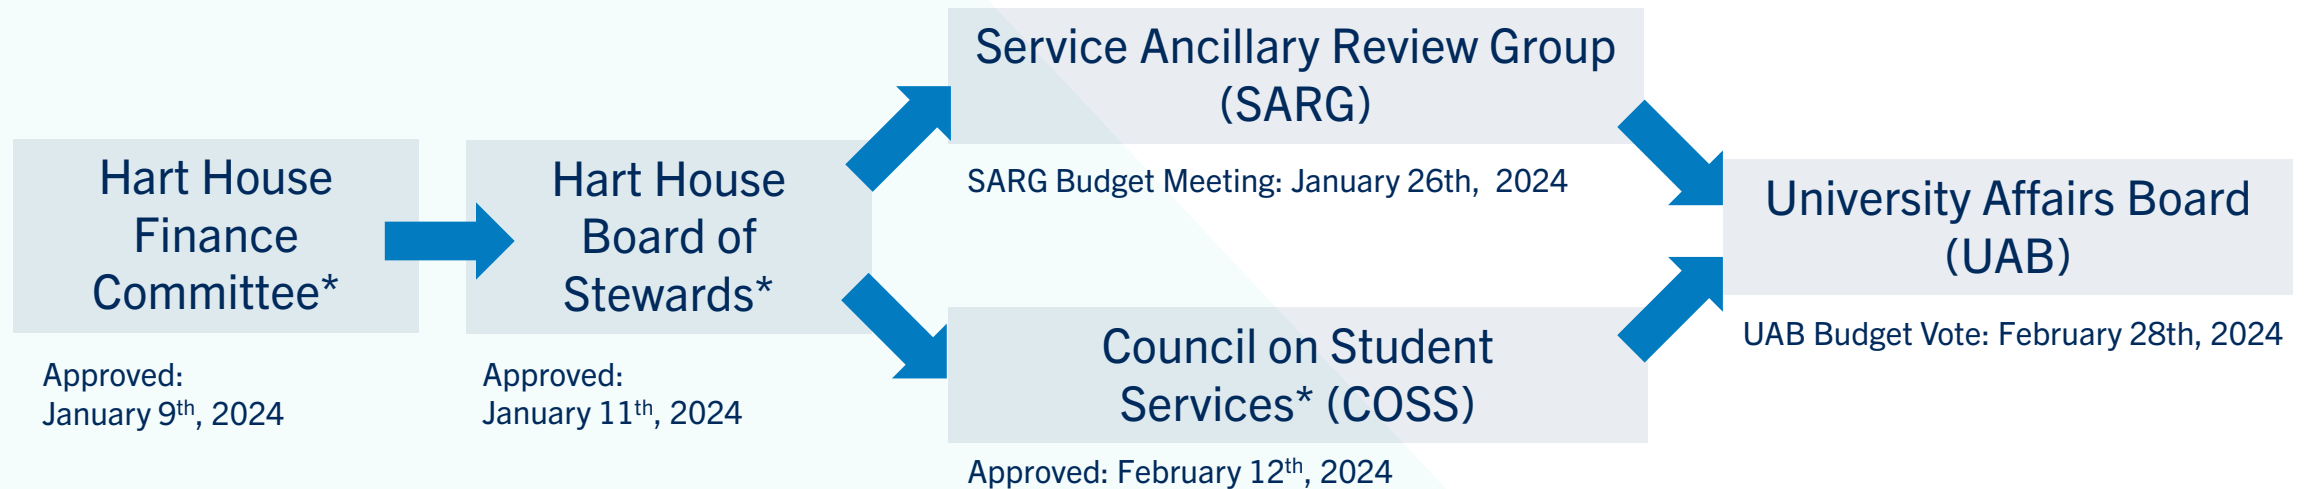 Hart House
Finance
Committee*
Approved:
January 9th, 2024
Hart House
Board of
Stewards*
Approved:
January 11th, 2024
Service Ancillary Review Group
(SARG)
SARG Budget Meeting: January 26th, 2024
Council on Student
Services* (COSS)
Approved: February 12th, 2024
University Affairs Board
(UAB)
UAB Budget Vote: February 28th, 2024